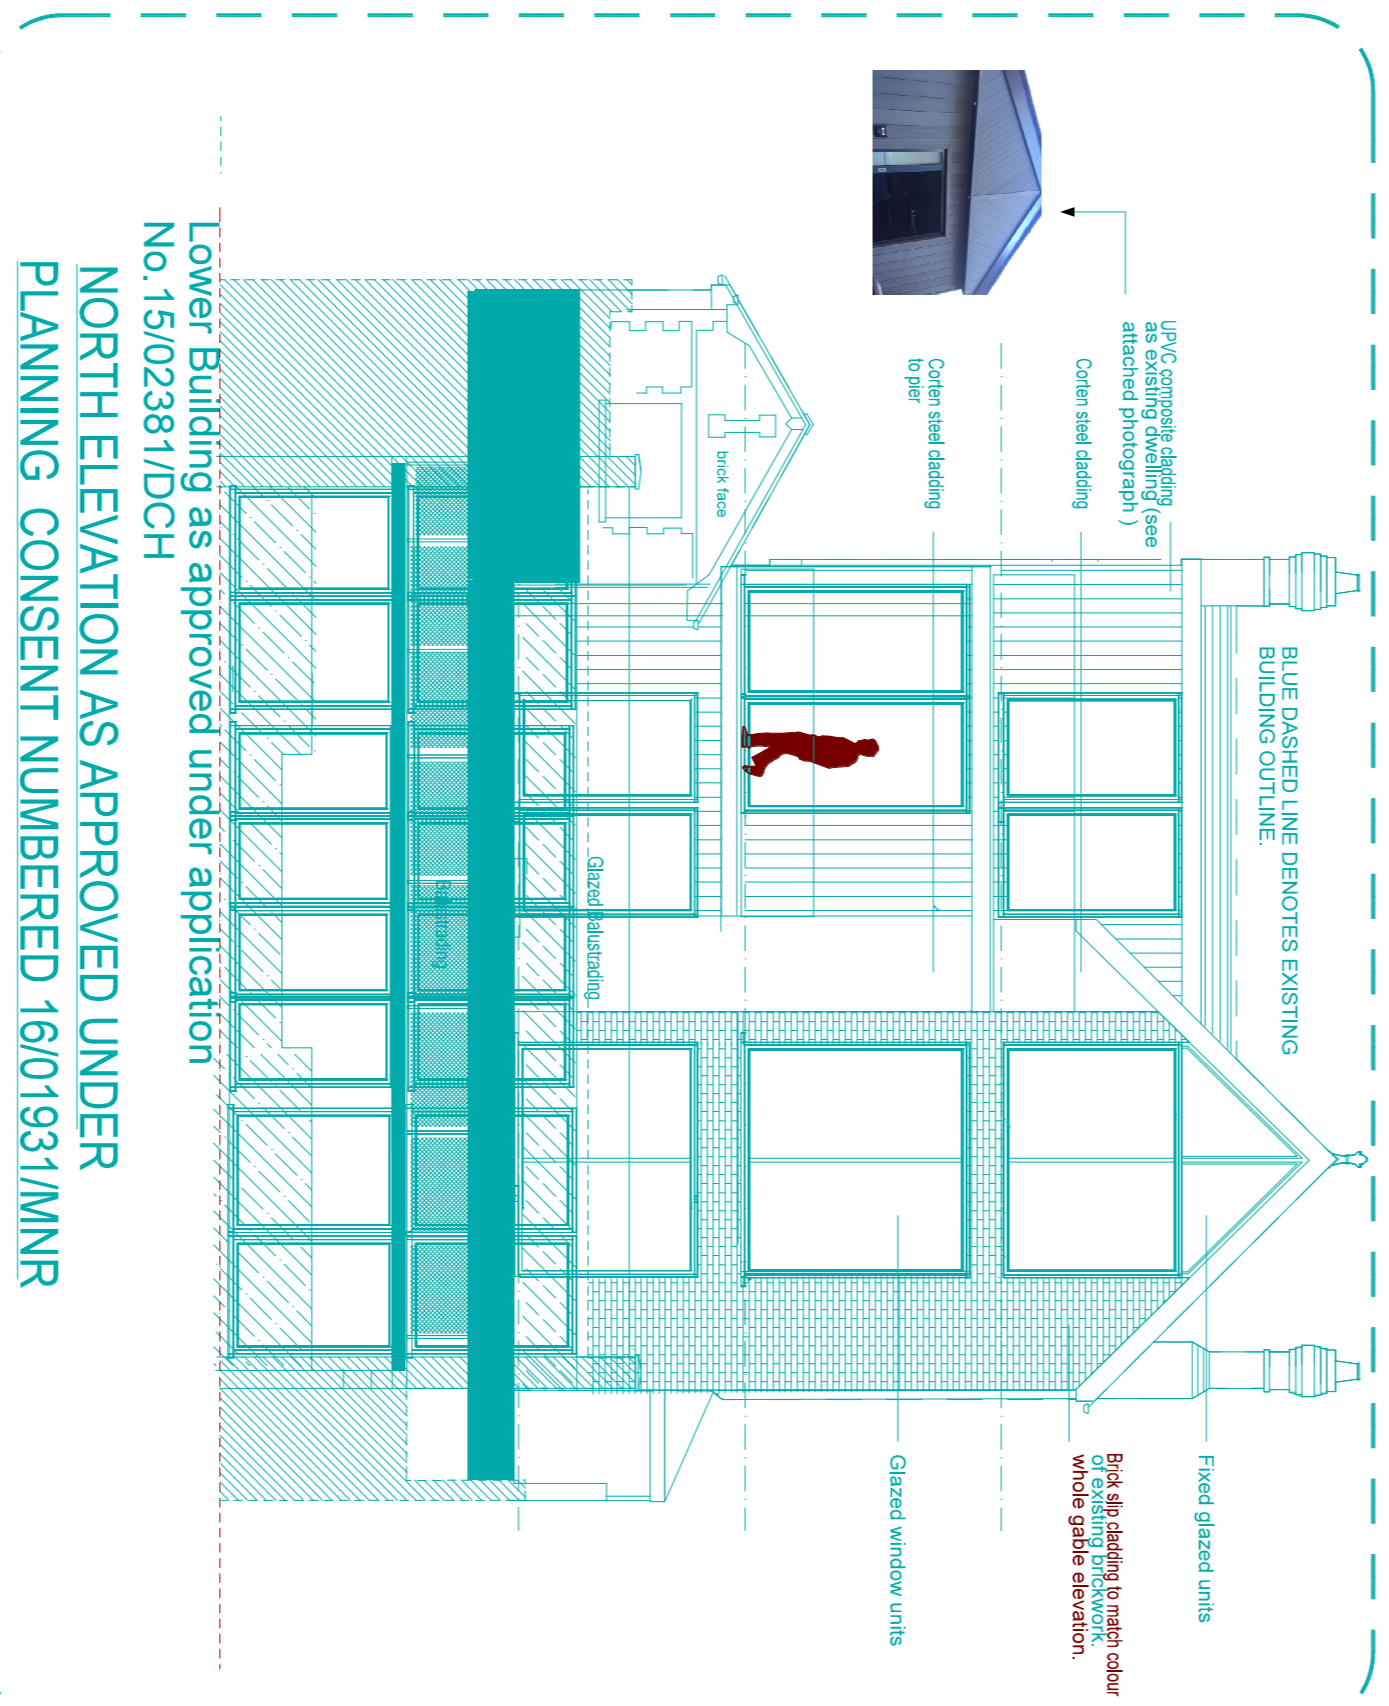 UPVC composite cladding
as existing dwelling (see
attached photograph )
Corten steel cladding
Corten steel cladding
to pier
brick face
BLUE DASHED LINE DENOTES EXISTING
BUILDING OUTLINE.
Glazed Balustrading
Balustrading
Fixed glazed units
Brick slip cladding to match colour
of existing brickwork.
whole gable elevation.
Glazed window units
Lower Building as approved under application
No. 15/02381/DCH
NORTH ELEVATION AS APPROVED UNDER
PLANNING CONSENT NUMBERED 16/01931/MNR